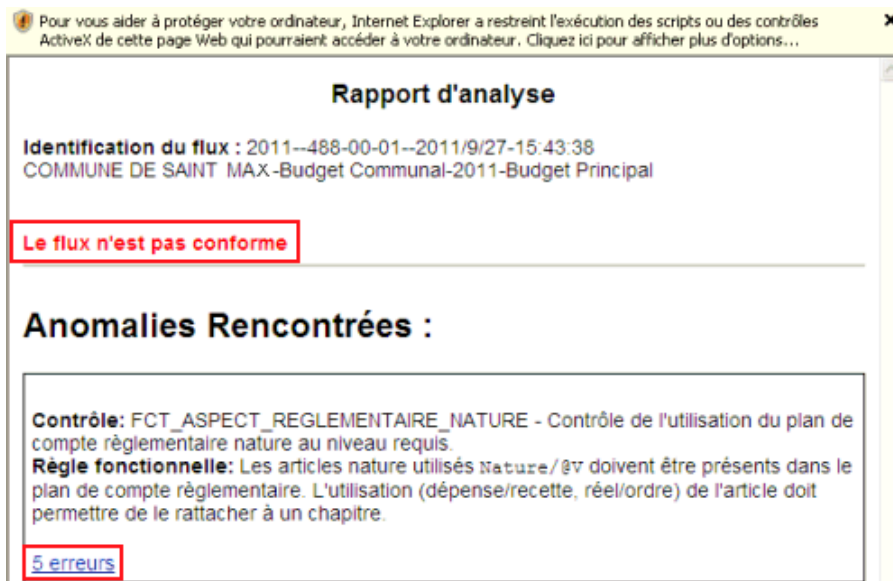 Pour vous aider à protéger votre ordinateur, Internet Explorer a restreint l'exécution des scripts ou des contrôles
ActiveX de cette page Web qui pourraient accéder à votre ordinateur. Cliquez ici pour afficher plus d'options...
Rapport d'analyse
Identification du flux : 2011--488-00-01--2011/9/27-15:43:38
COMMUNE DE SAINT MAX-Budget Communal-2011-Budget Principal
Le flux n'est pas conforme
Anomalies Rencontrées :
Contrôle: FCT_ASPECT_REGLEMENTAIRE_NATURE - Contrôle de l'utilisation du plan de
compte règlementaire nature au niveau requis.
Règle fonctionnelle: Les articles nature utilisés Nature/@V doivent être présents dans le
plan de compte règlementaire. L'utilisation (dépense/recette, réel/ordre) de l'article doit
permettre de le rattacher à un chapitre.
5 erreurs